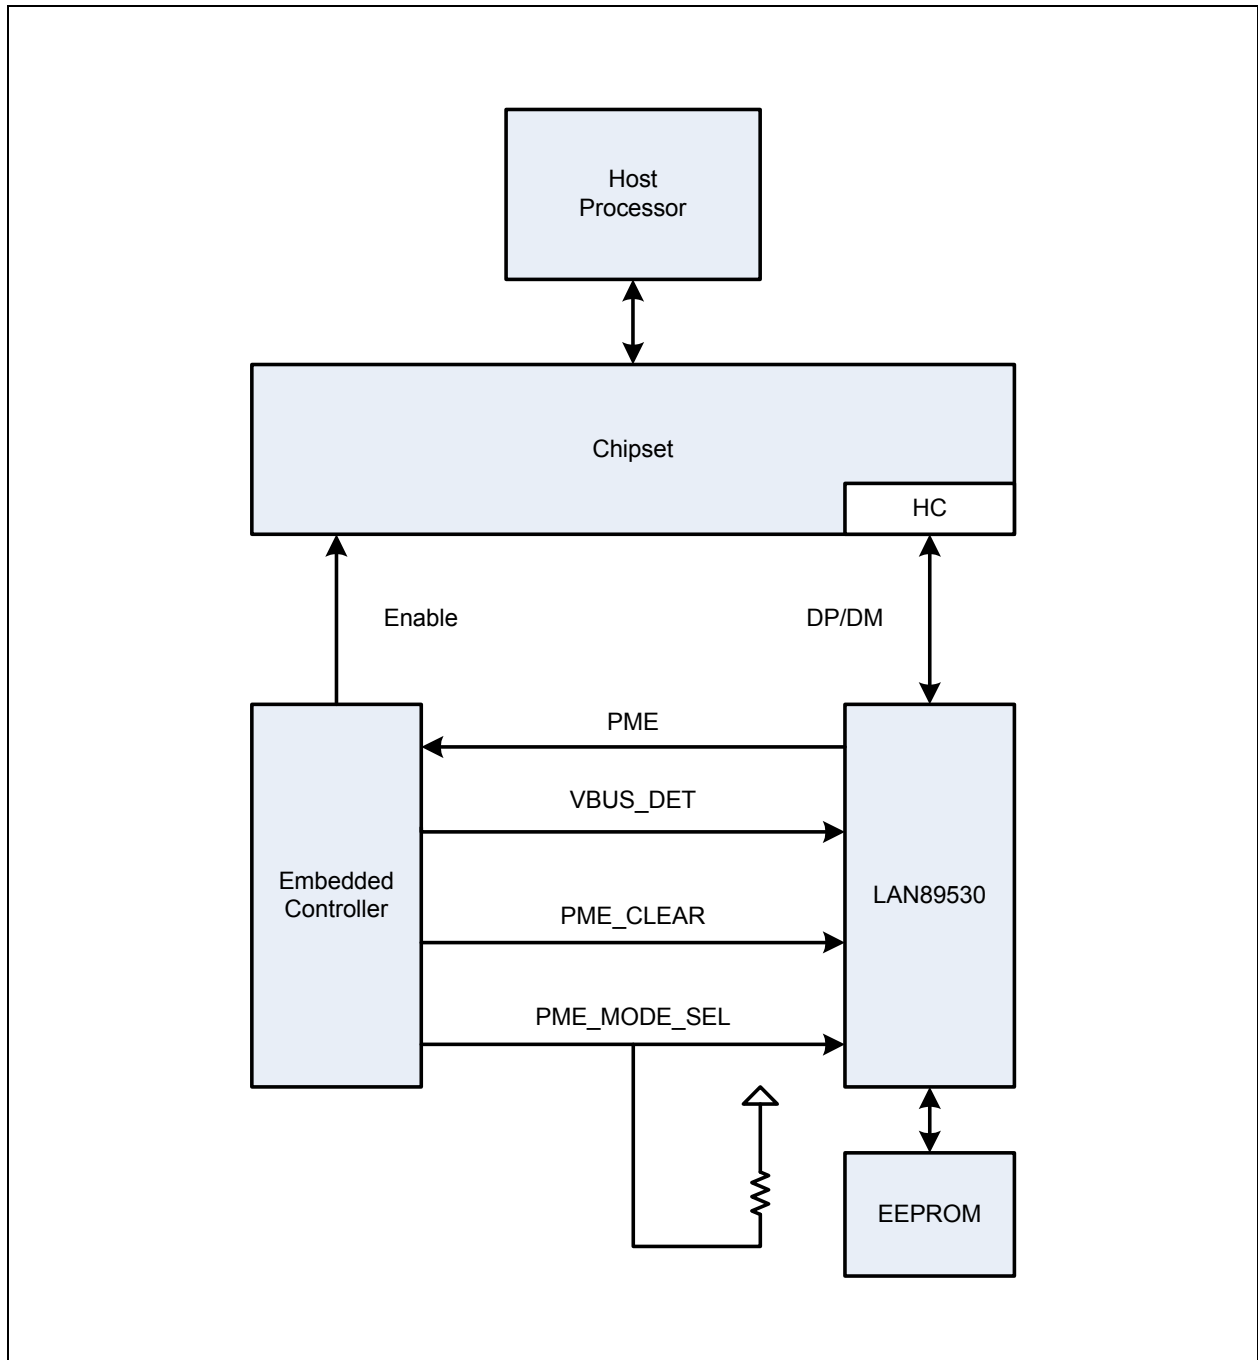 Host
Processor
Chipset
HC
Enable
DP/DM
PME
VBUS_DET
Embedded
Controller
LAN89530
PME_CLEAR
PME_MODE_SEL
EEPROM